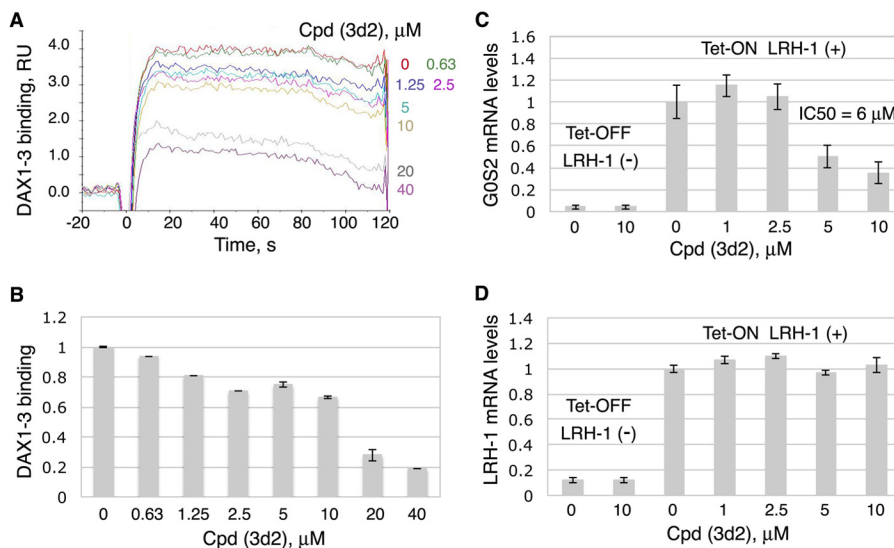 A
Cpd (3d2), μM
DAX1-3 binding, RU
4.0
3.0
2.0
1.0
0.0
0 0.63
1.25 2.5
5
10
20
40
-20 0 20 40 60 80 100 120
Time, s
B
DAX1-3 binding
1.2
1
0.8
0.6
0.4
0.2
0
0 0.63 1.25 2.5 5 10 20 40
Cpd (3d2), μM
C
G0S2 mRNA levels
1.6
1.4
1.2
1
0.8
0.6
0.4
0.2
0
Tet-ON LRH-1 (+)
IC50 = 6 μM
Tet-OFF
LRH-1 (-)
0 10 0 1 2.5 5 10
Cpd (3d2), μM
D
LRH-1 mRNA levels
1.4
1.2
1
0.8
0.6
0.4
0.2
0
Tet-ON LRH-1 (+)
Tet-OFF
LRH-1 (-)
0 10 0 1 2.5 5 10
Cpd (3d2), μM